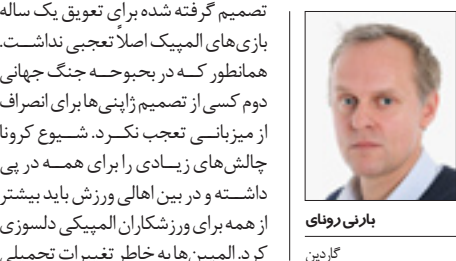 تصمیم گرفته شده برای تعویق یک ساله
بازی‌های المپیک اصلاً تعجبی نداشت.
همانطور که در بحبوحه جنگ جهانی
دوم کسی از تصمیم ژاپنی‌ها برای انصراف
از میزبانی تعجب نکرد. شیوع کرونا
چالش‌های زیادی را برای همه در پی
داشته و در بین اهالی ورزش باید بیشتر
از همه برای ورزشکاران المپیکی دلسوزی
کرد. المپین‌ها به خاطر تغییرات تحمیلی
بارنی رونای
گاردین